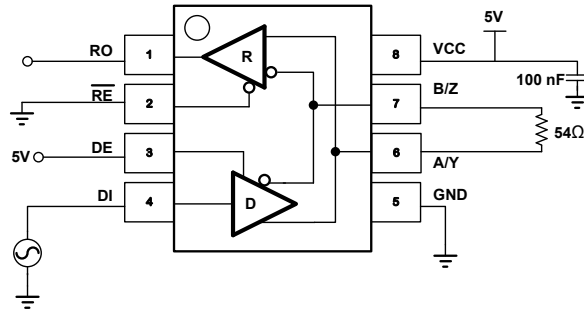 5V
RO 1 R 8 VCC
100 nF
RE 2 7 B/Z
54Ω
5V DE 3 6 A/Y
DI 4 D 5 GND